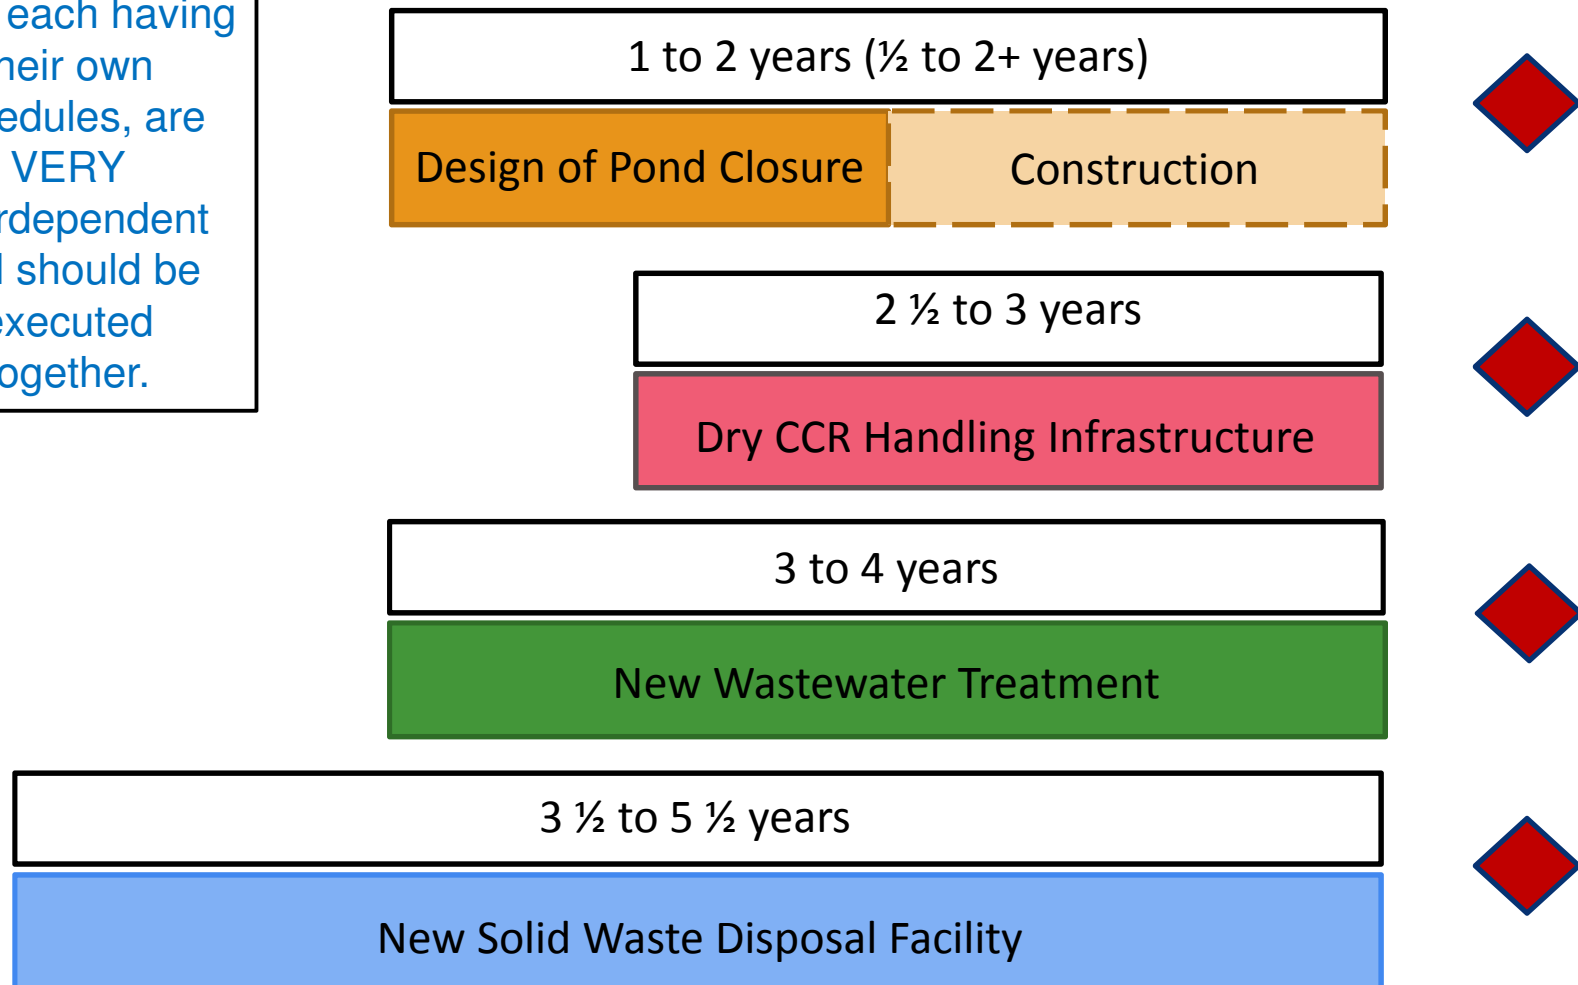 each having
heir own
edules, are
VERY
rdependent
should be
executed
ogether.
1 to 2 years (½ to 2+ years)
Design of Pond Closure
Construction
2 ½ to 3 years
Dry CCR Handling Infrastructure
3 to 4 years
New Wastewater Treatment
3 ½ to 5 ½ years
New Solid Waste Disposal Facility